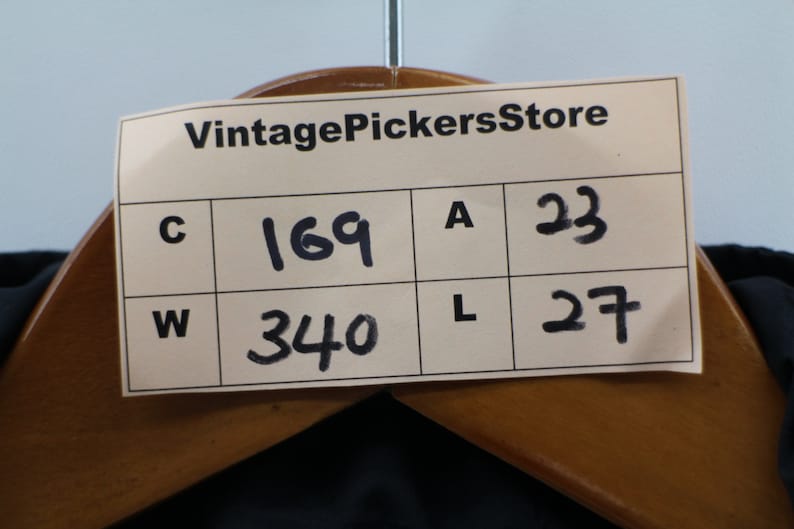 VintagePickersStore
C 169 A 23
W 340 L 27